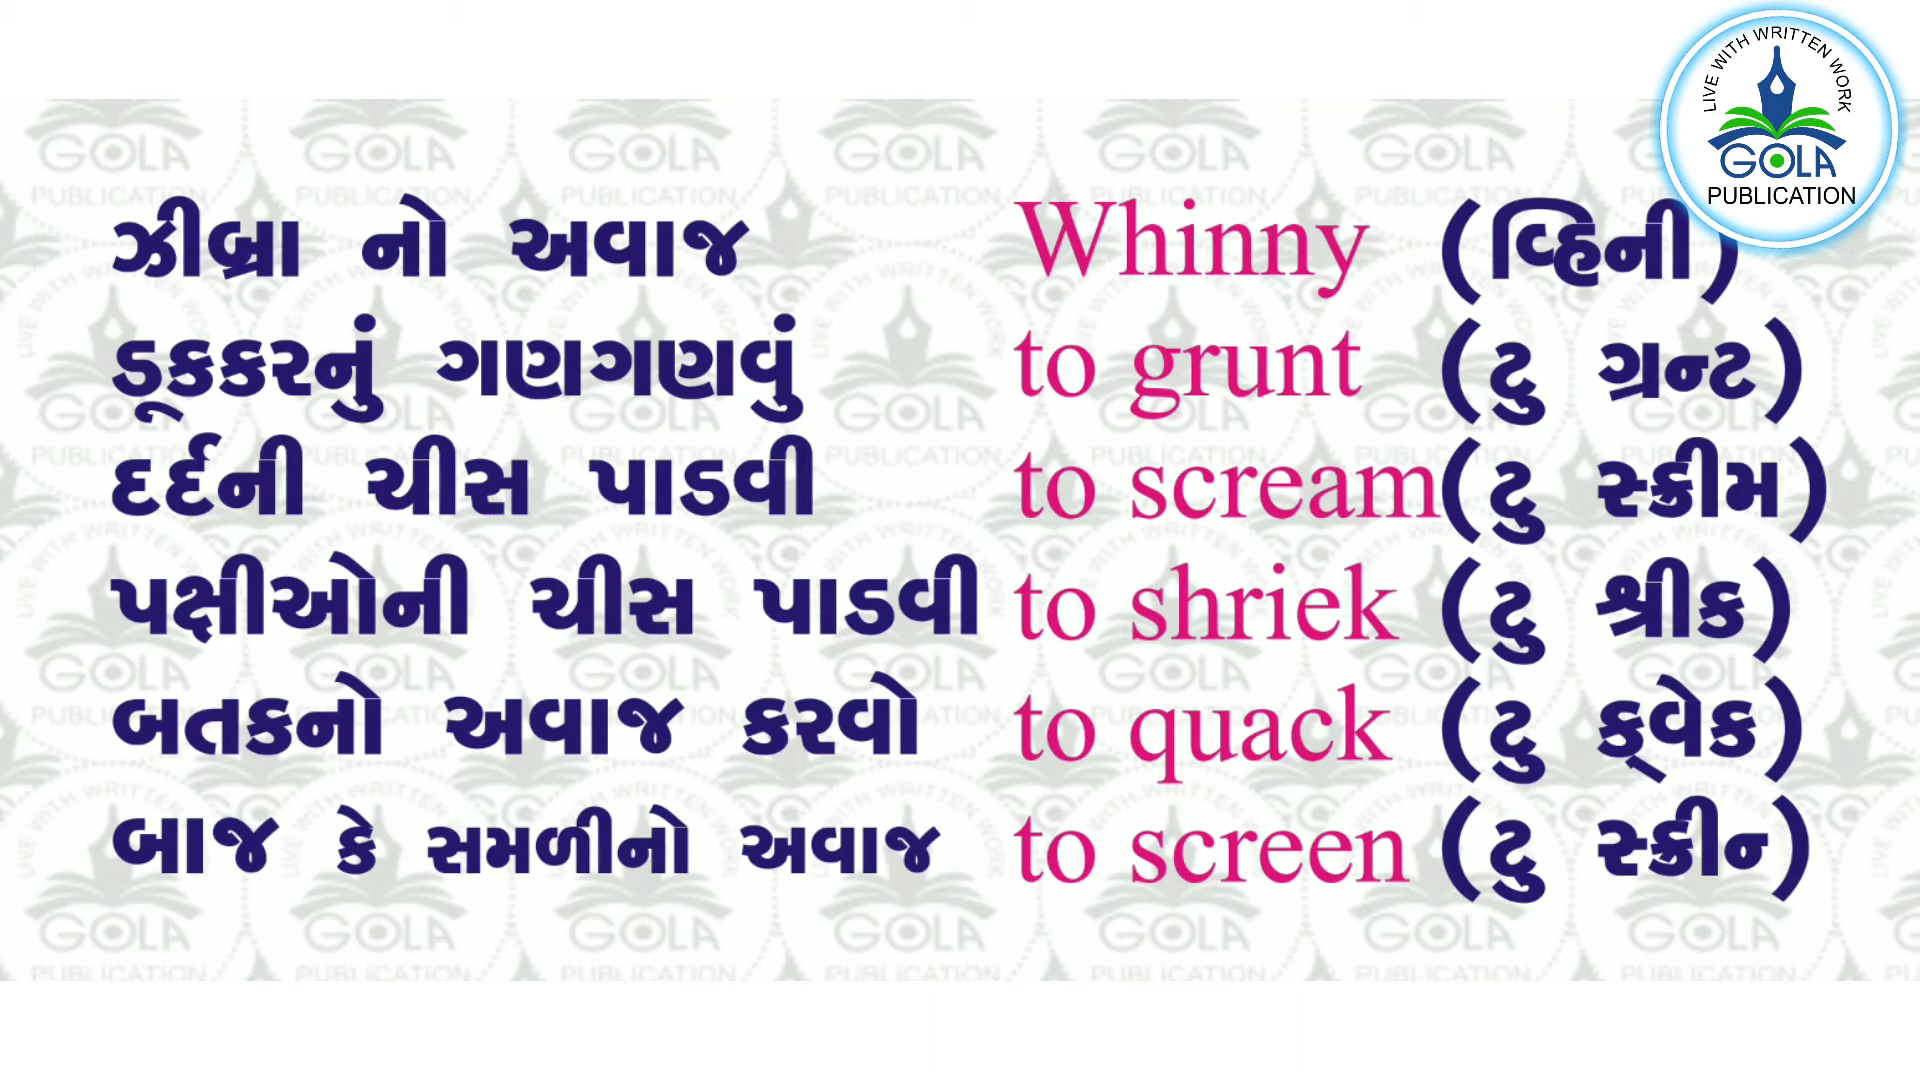 LIVE WITH WRITTEN WORK
GOLA
PUBLICATION
ઝીબ્રા નો અવાજ Whinny (વ્હિની)
ડૂકકરનું ગણગણવું to grunt (ટુ ગ્રન્ટ)
દર્દની ચીસ પાડવી to scream(ટુ સ્ક્રીમ)
પક્ષીઓની ચીસ પાડવી to shriek (ટુ શ્રીક)
બતકનો અવાજ કરવો to quack (ટુ ક્વેક)
બાજ કે સમળીનો અવાજ to screen (ટુ સ્ક્રીન)